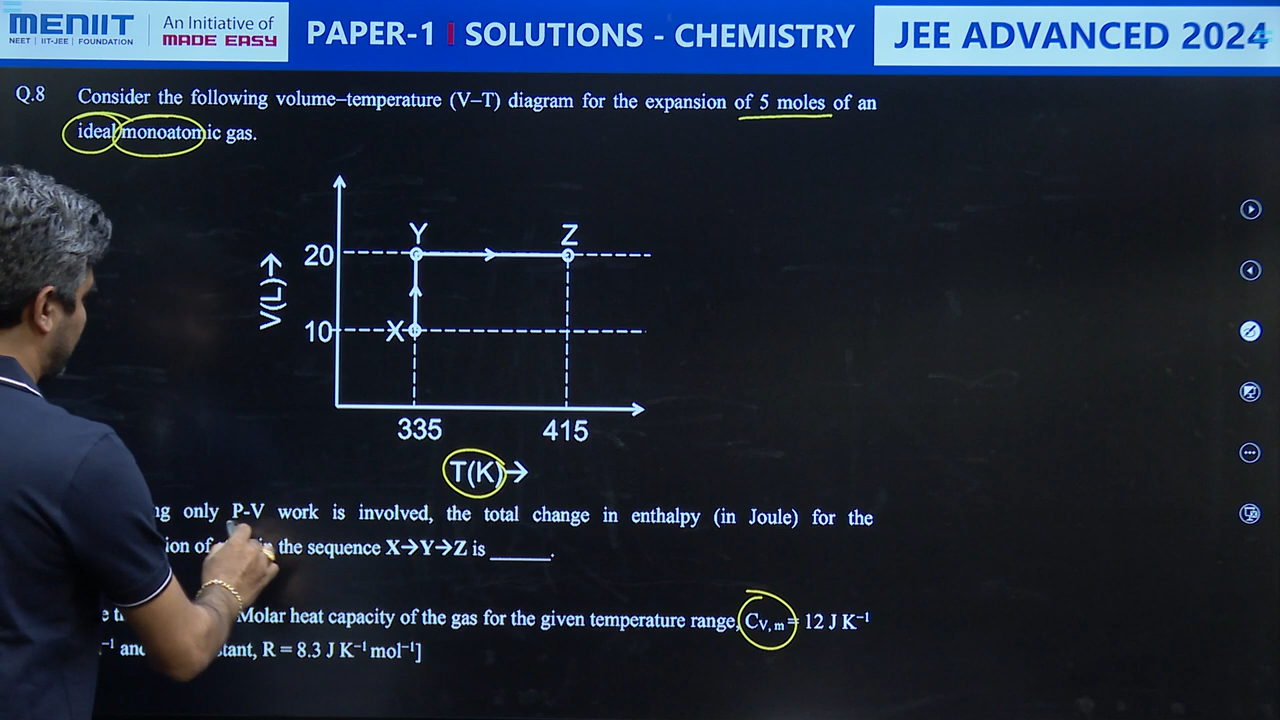 MENIIT
NEET | IIT-JEE | FOUNDATION
An Initiative of
MADE EASY
PAPER-1 | SOLUTIONS - CHEMISTRY
JEE ADVANCED 2024
Q.8 Consider the following volume–temperature (V–T) diagram for the expansion of 5 moles of an
ideal monoatomic gas.
Y Z
20
V(L)→
10 X
335 415
T(K)→
only P-V work is involved, the total change in enthalpy (in Joule) for the
of the sequence X→Y→Z is ______.
Molar heat capacity of the gas for the given temperature range, Cv, m = 12 J K⁻¹
R = 8.3 J K⁻¹ mol⁻¹]